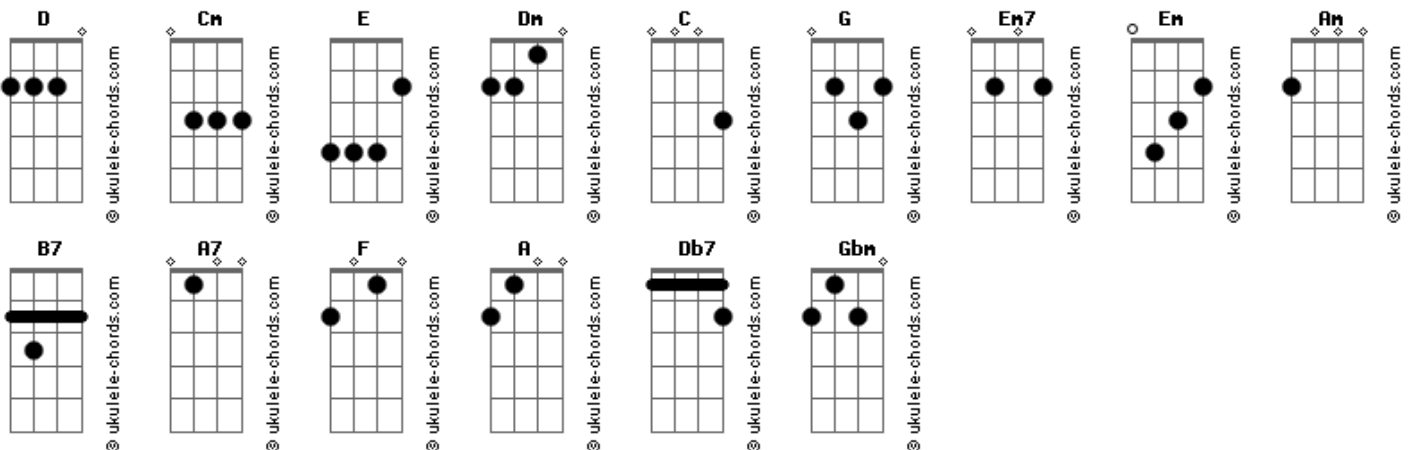 D Cm E Dm C G Em7 Em Am
© ukulele-chords.com © ukulele-chords.com © ukulele-chords.com © ukulele-chords.com © ukulele-chords.com © ukulele-chords.com © ukulele-chords.com © ukulele-chords.com © ukulele-chords.com
B7 A7 F A Db7 Gbm
© ukulele-chords.com © ukulele-chords.com © ukulele-chords.com © ukulele-chords.com © ukulele-chords.com © ukulele-chords.com